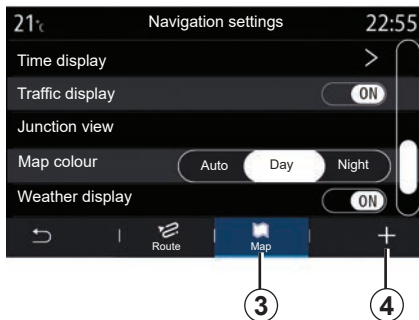 21°c Navigation settings 22:55
Time display >
Traffic display ON
Junction view
Map colour Auto Day Night
Weather display ON
Route Map +
3 4